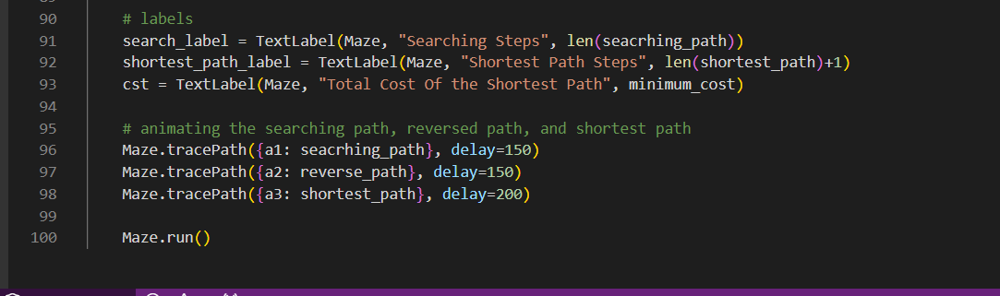 90 # labels
91 search_label = TextLabel(Maze, "Searching Steps", len(seacrhing_path))
92 shortest_path_label = TextLabel(Maze, "Shortest Path Steps", len(shortest_path)+1)
93 cst = TextLabel(Maze, "Total Cost Of the Shortest Path", minimum_cost)
94
95 # animating the searching path, reversed path, and shortest path
96 Maze.tracePath({a1: seacrhing_path}, delay=150)
97 Maze.tracePath({a2: reverse_path}, delay=150)
98 Maze.tracePath({a3: shortest_path}, delay=200)
99
100 Maze.run()